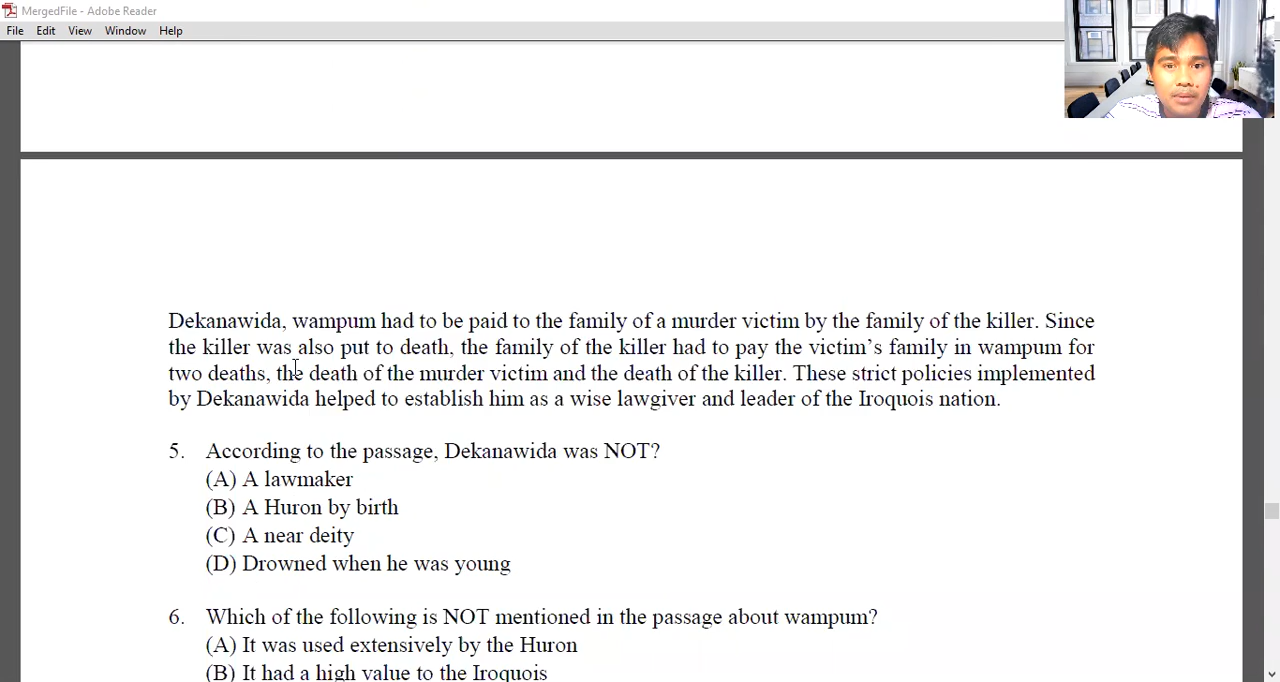 MergedFile - Adobe Reader
File Edit View Window Help
Dekanawida, wampum had to be paid to the family of a murder victim by the family of the killer. Since
the killer was also put to death, the family of the killer had to pay the victim's family in wampum for
two deaths, the death of the murder victim and the death of the killer. These strict policies implemented
by Dekanawida helped to establish him as a wise lawgiver and leader of the Iroquois nation.
5. According to the passage, Dekanawida was NOT?
(A) A lawmaker
(B) A Huron by birth
(C) A near deity
(D) Drowned when he was young
6. Which of the following is NOT mentioned in the passage about wampum?
(A) It was used extensively by the Huron
(B) It had a high value to the Iroquois